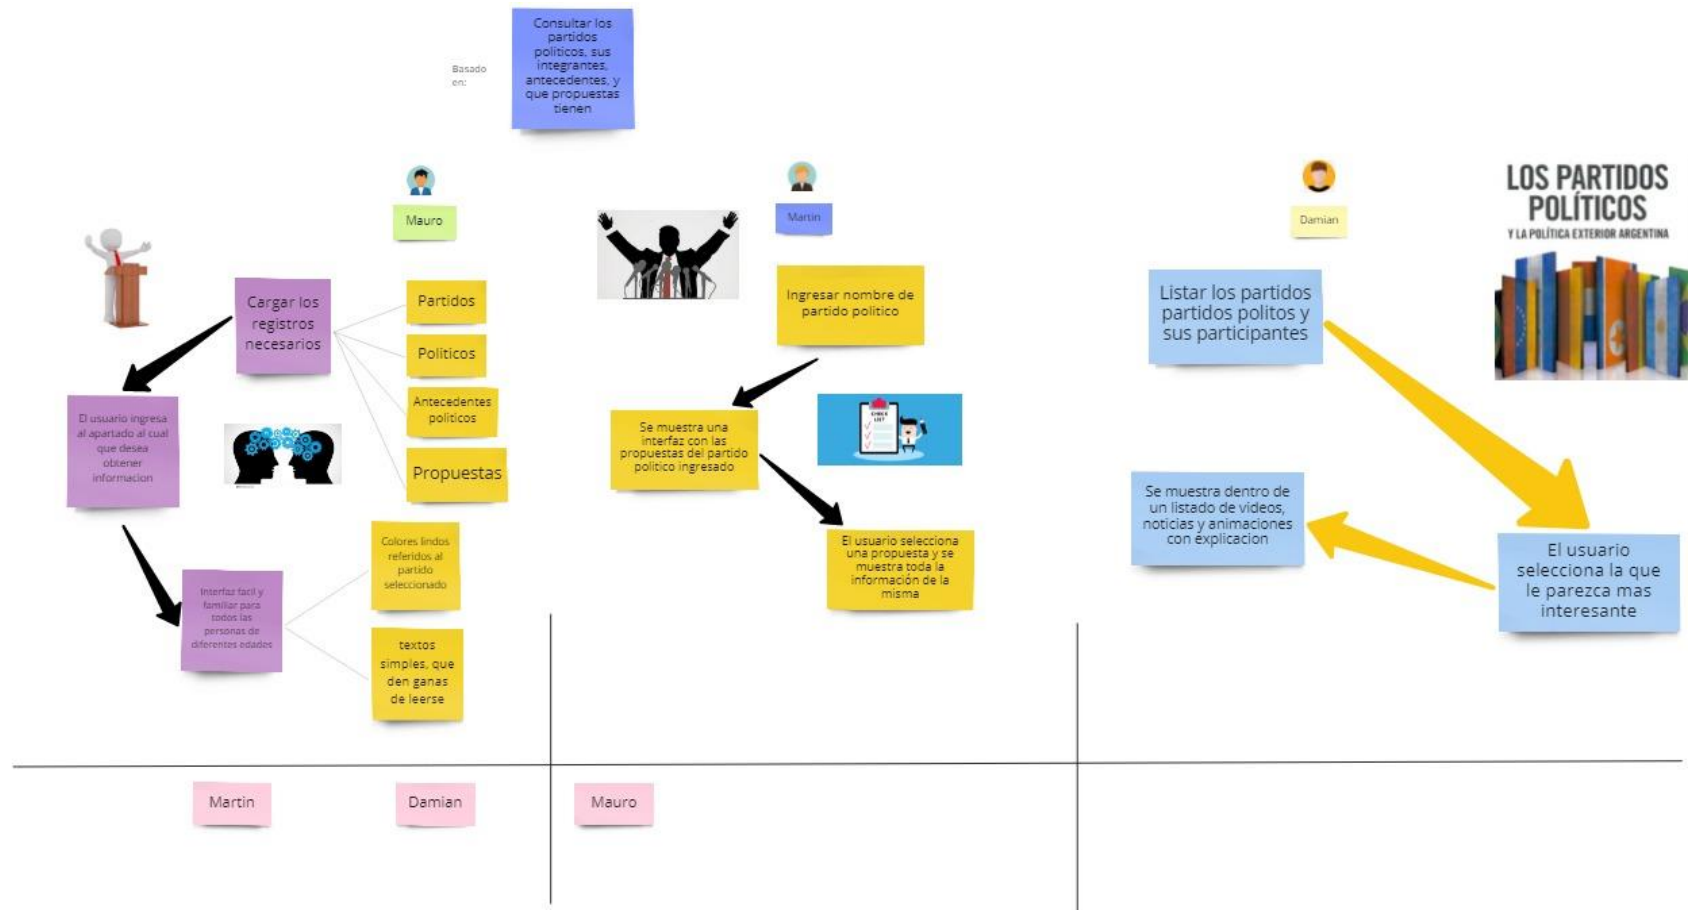 Consultar los
partidos
politicos, sus
integrantes,
antecedentes, y
que propuestas
tienen
Basado
en:
Mauro
Cargar los
registros
necesarios
Partidos
Politicos
Antecedentes
politicos
Propuestas
El usuario ingresa
al apartado al cual
que desea
obtener
informacion
Interfaz facil y
familiar para
todos las
personas de
diferentes edades
Colores lindos
referidos al
partido
seleccionado
textos
simples, que
den ganas
de leerse
Martin
Ingresar nombre de
partido politico
Se muestra una
interfaz con las
propuestas del partido
politico ingresado
CHECK
LIST
El usuario selecciona
una propuesta y se
muestra toda la
información de la
misma
Damian
LOS PARTIDOS
POLÍTICOS
Y LA POLÍTICA EXTERIOR ARGENTINA
Listar los partidos
partidos politos y
sus participantes
Se muestra dentro de
un listado de videos,
noticias y animaciones
con explicacion
El usuario
selecciona la que
le parezca mas
interesante
Martin
Damian
Mauro